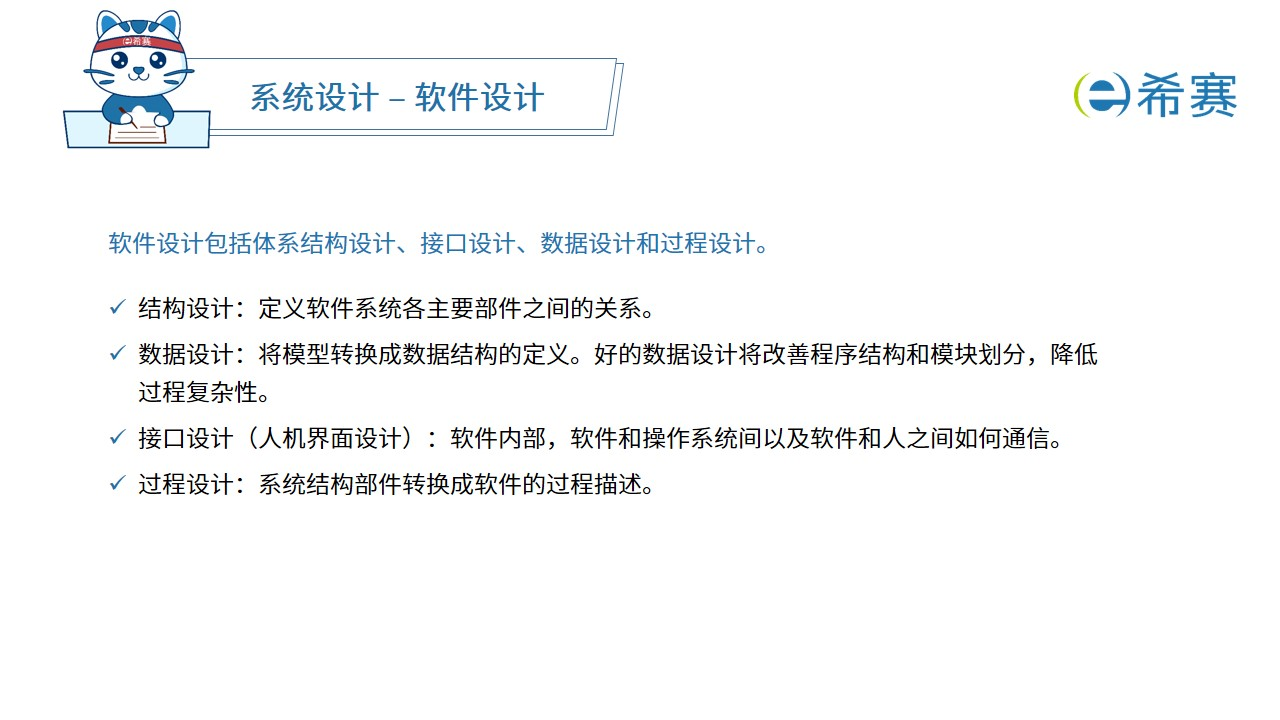 希赛
系统设计 – 软件设计
希赛
软件设计包括体系结构设计、接口设计、数据设计和过程设计。
✓ 结构设计：定义软件系统各主要部件之间的关系。
✓ 数据设计：将模型转换成数据结构的定义。好的数据设计将改善程序结构和模块划分，降低
过程复杂性。
✓ 接口设计（人机界面设计）：软件内部，软件和操作系统间以及软件和人之间如何通信。
✓ 过程设计：系统结构部件转换成软件的过程描述。